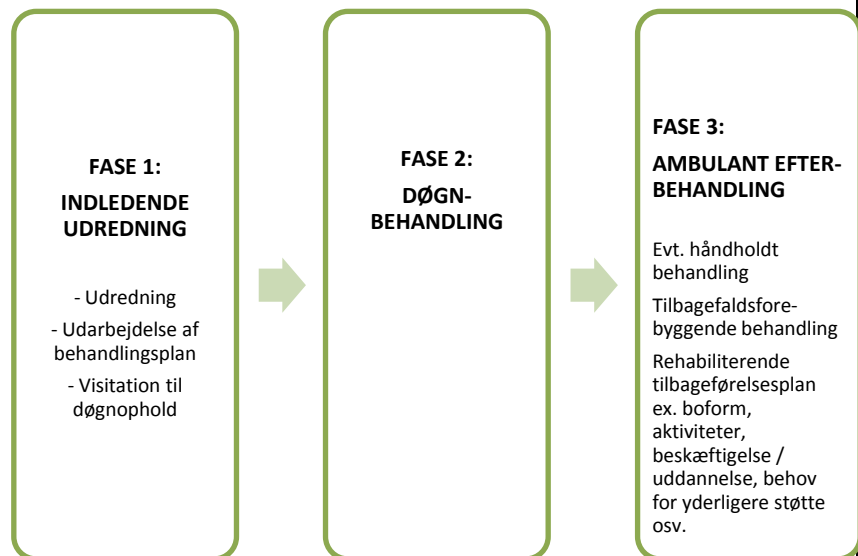 FASE 1:
INDLEDENDE
UDREDNING
- Udredning
- Udarbejdelse af
behandlingsplan
- Visitation til
døgnophold
FASE 2:
DØGN-
BEHANDLING
FASE 3:
AMBULANT EFTER-
BEHANDLING
Evt. håndholdt
behandling
Tilbagefaldsfore-
byggende behandling
Rehabiliterende
tilbageførelsesplan
ex. boform,
aktiviteter,
beskæftigelse /
uddannelse, behov
for yderligere støtte
osv.